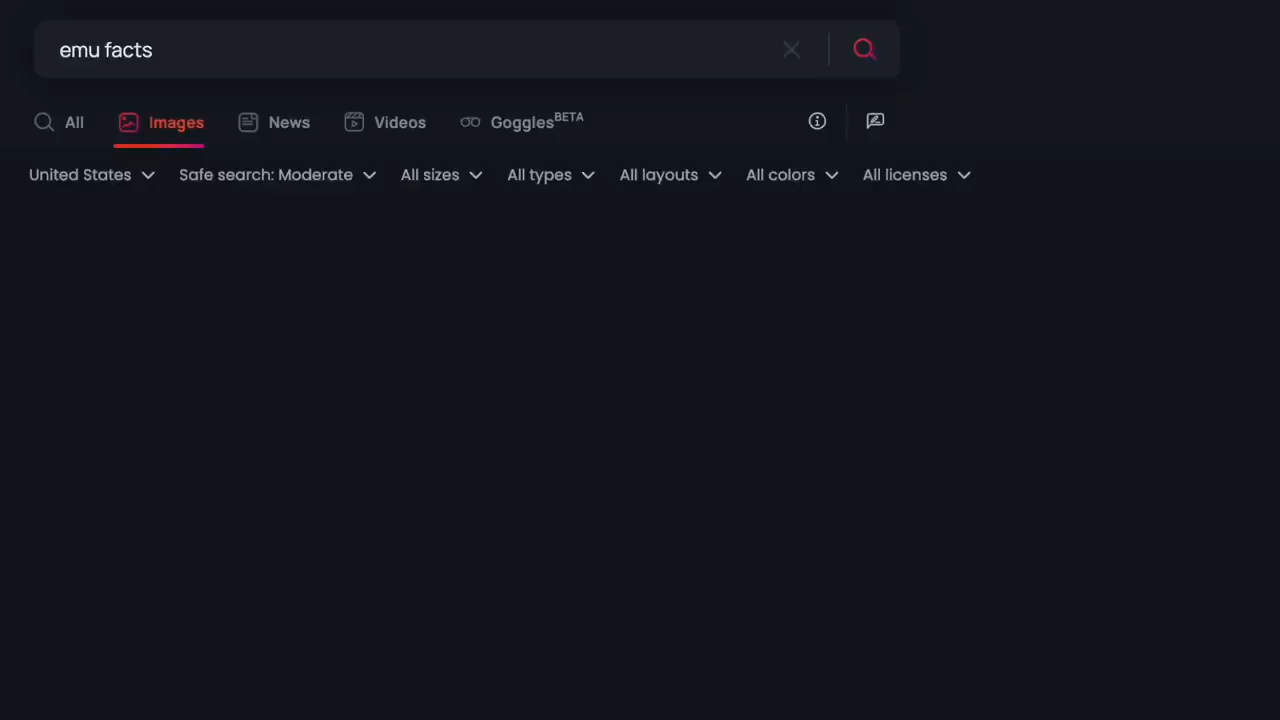 emu facts
All Images News Videos GogglesBETA
United States Safe search: Moderate All sizes All types All layouts All colors All licenses